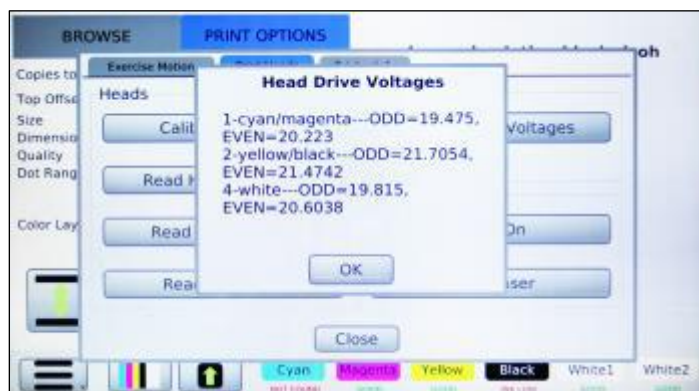 BROWSE
PRINT OPTIONS
oh
Copies to
Top Offse
Size
Dimensio
Quality
Dot Rang
Color Lay
Exercise Motion
Heads
Calib
Voltages
Read H
Read
On
Rea
ser
Close
Head Drive Voltages
1-cyan/magenta---ODD=19.475,
EVEN=20.223
2-yellow/black---ODD=21.7054,
EVEN=21.4742
4-white---ODD=19.815,
EVEN=20.6038
OK
Cyan
Magenta
Yellow
Black
White1
White2